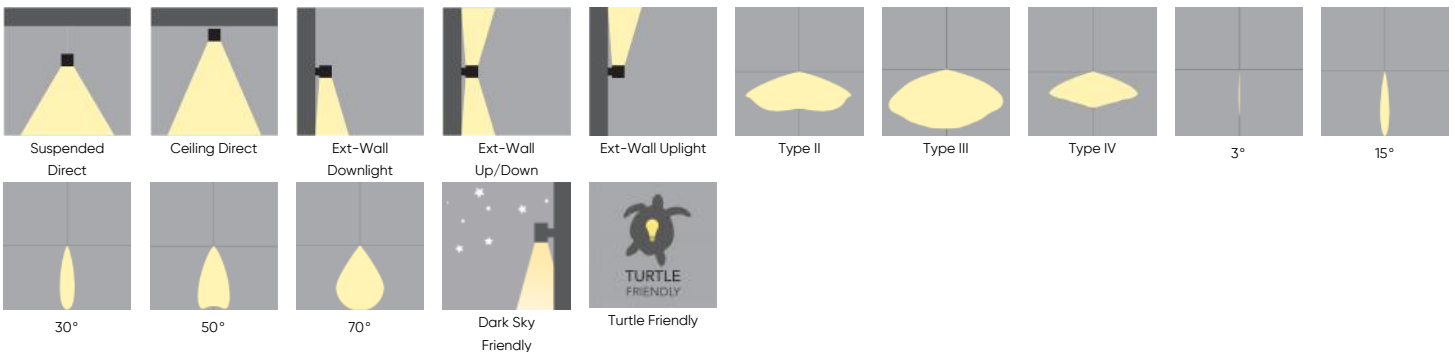 Suspended
Direct
Ceiling Direct
Ext-Wall
Downlight
Ext-Wall
Up/Down
Ext-Wall Uplight
Type II
Type III
Type IV
3°
15°
30°
50°
70°
Dark Sky
Friendly
TURTLE
FRIENDLY
Turtle Friendly